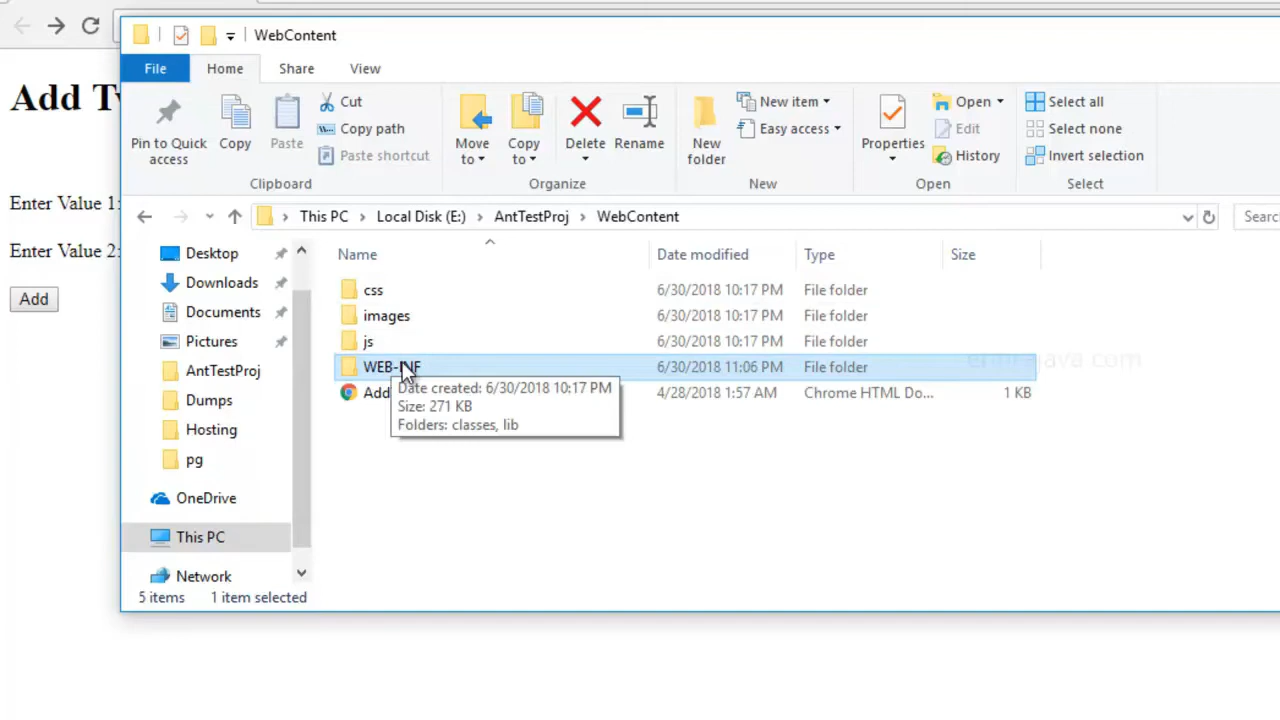 WebContent
File Home Share View
Add
Pin to Quick access
Copy
Paste
Cut
Copy path
Paste shortcut
Clipboard
Move to
Copy to
Delete
Rename
Organize
New folder
New item
Easy access
New
Properties
Open
Edit
History
Open
Select all
Select none
Invert selection
Select
This PC Local Disk (E:) AntTestProj WebContent
Enter Value 1:
Enter Value 2:
Add
Desktop
Downloads
Documents
Pictures
AntTestProj
Dumps
Hosting
pg
OneDrive
This PC
Network
Name Date modified Type Size
css 6/30/2018 10:17 PM File folder
images 6/30/2018 10:17 PM File folder
js 6/30/2018 10:17 PM File folder
WEB-INF 6/30/2018 11:06 PM File folder
Add 4/28/2018 1:57 AM Chrome HTML Do... 1 KB
Date created: 6/30/2018 10:17 PM
Size: 271 KB
Folders: classes, lib
5 items 1 item selected